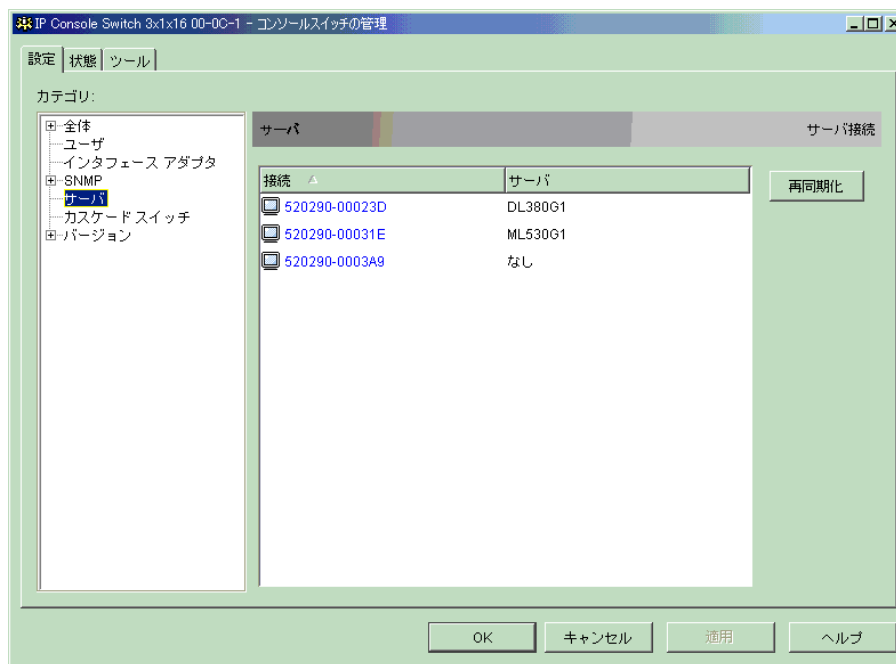 IP Console Switch 3x1x16 00-0C-1 - コンソールスイッチの管理
設定 状態 ツール
カテゴリ:
全体
ユーザ
インタフェース アダプタ
SNMP
サーバ
カスケード スイッチ
バージョン
サーバ サーバ接続
接続 サーバ
520290-00023D DL380G1
520290-00031E ML530G1
520290-0003A9 なし
再同期化
OK キャンセル 適用 ヘルプ